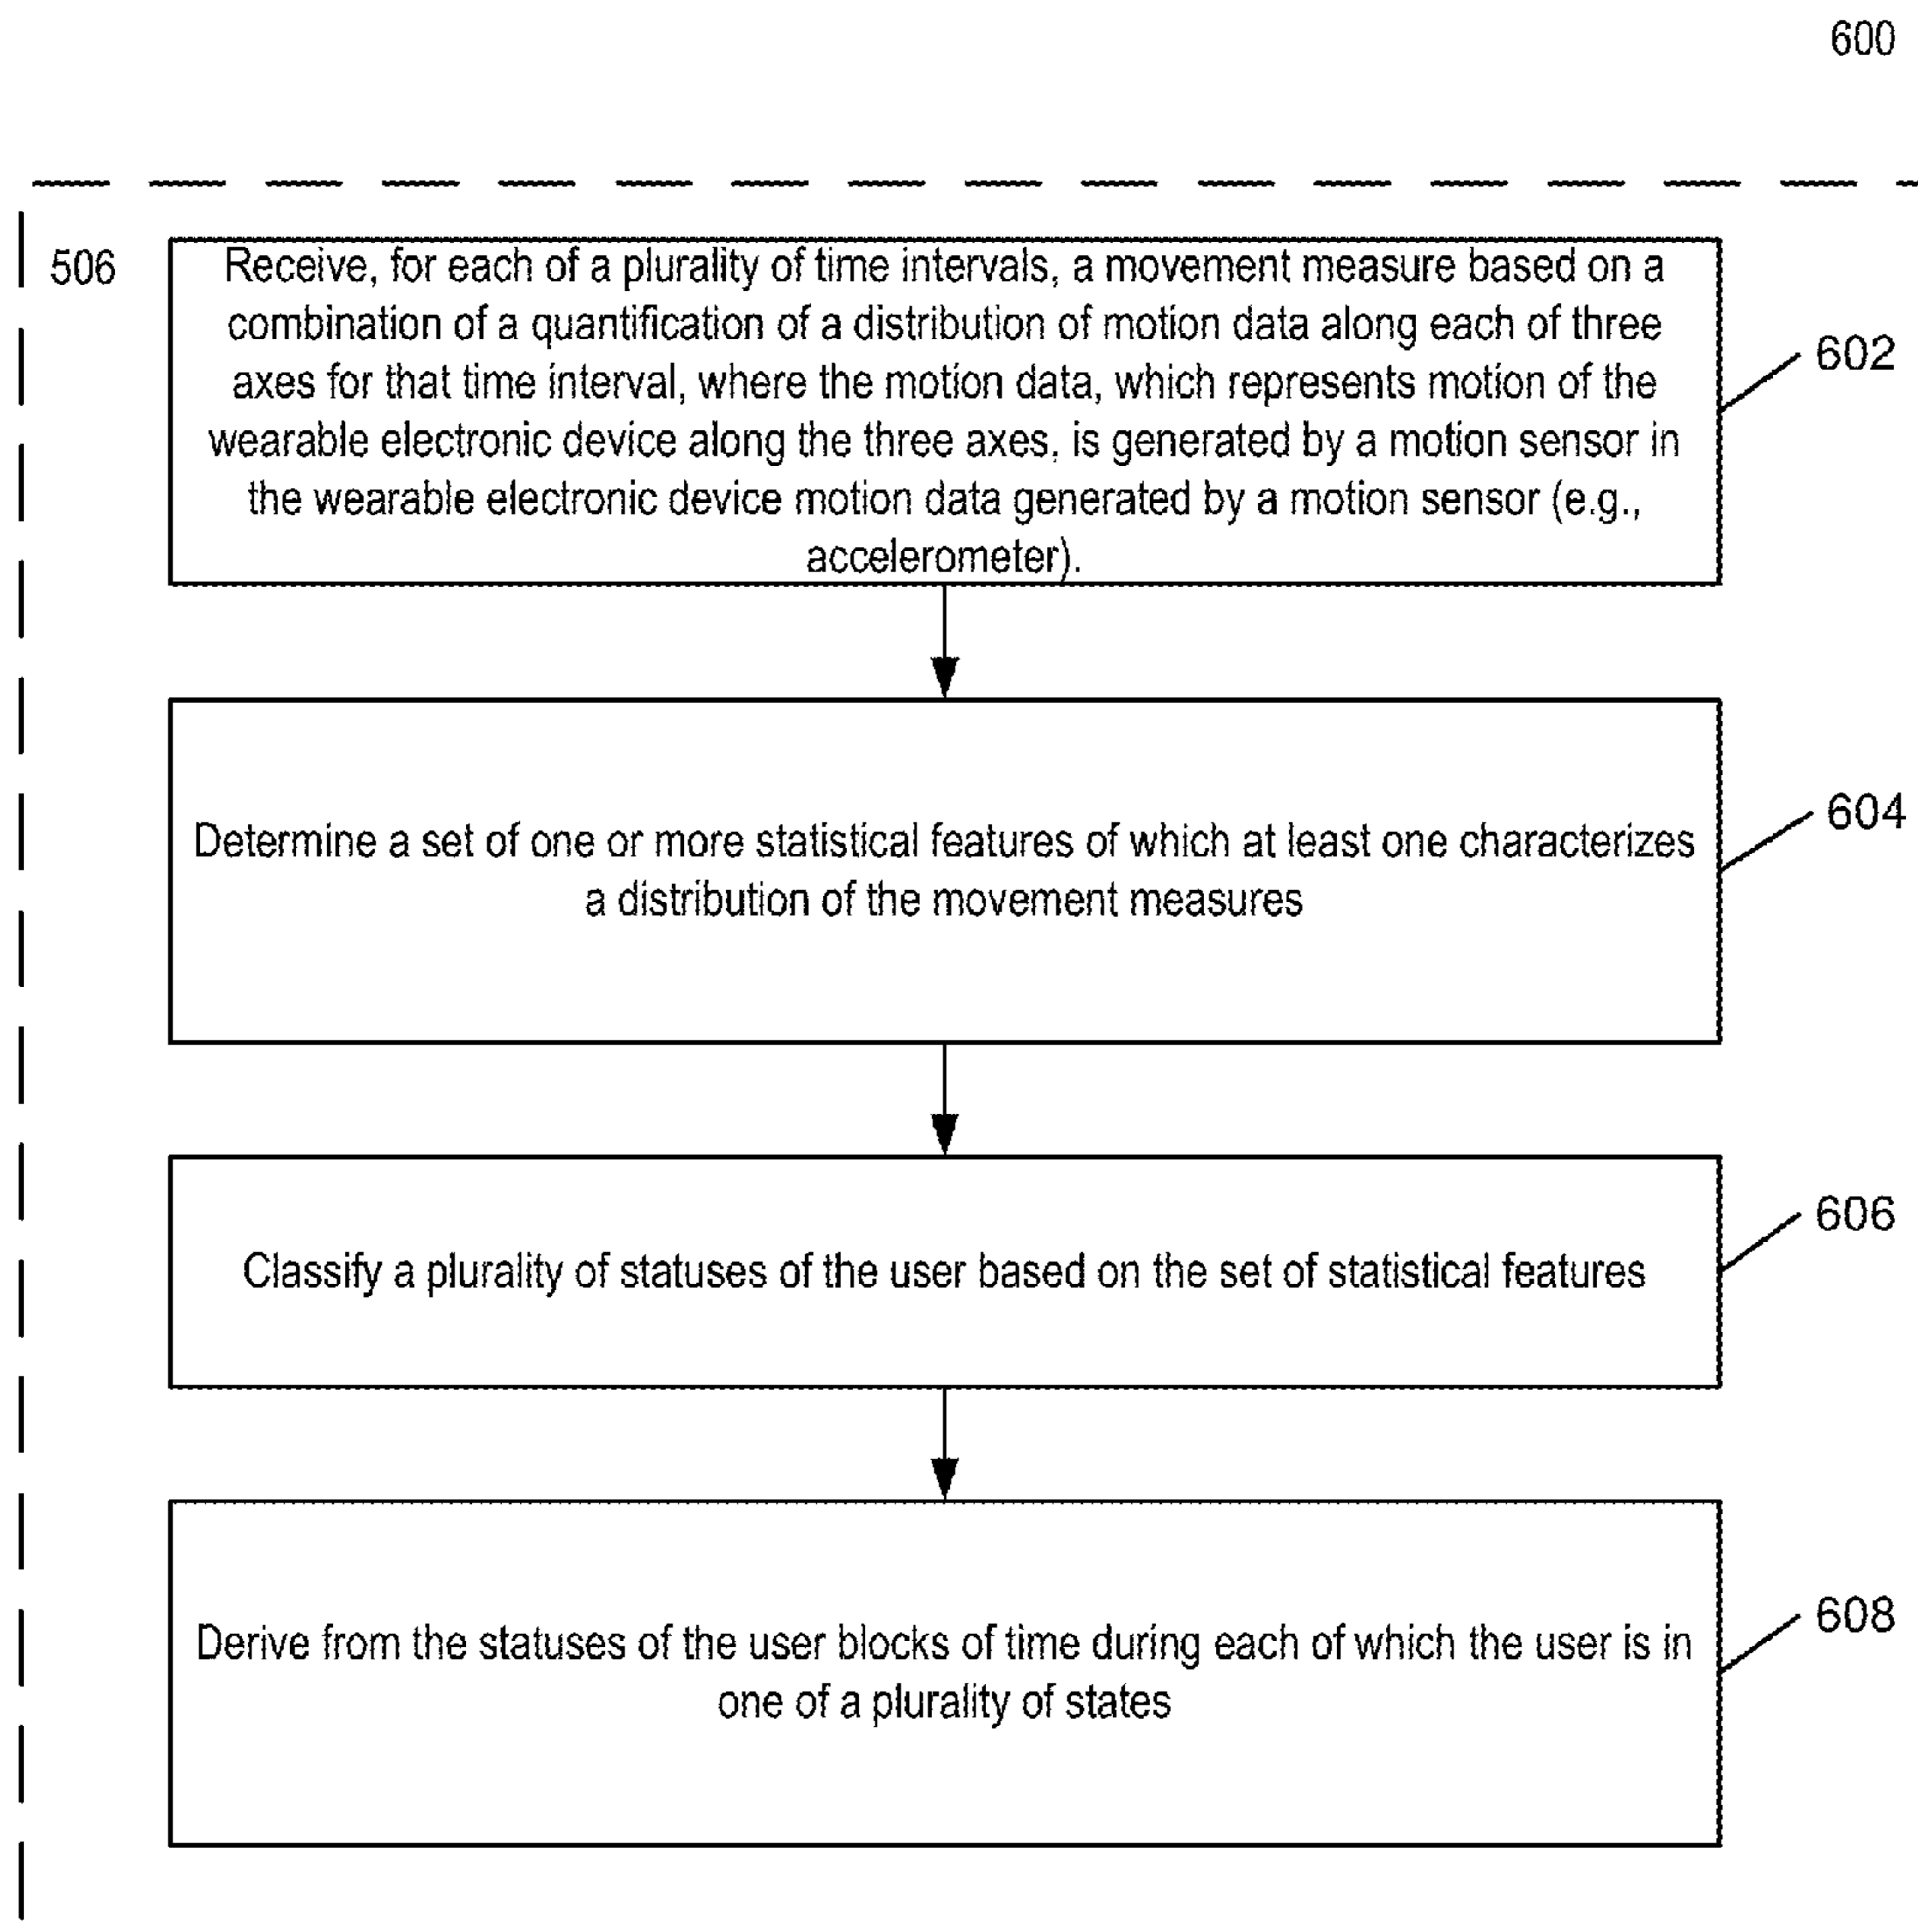 600
506
Receive, for each of a plurality of time intervals, a movement measure based on a
combination of a quantification of a distribution of motion data along each of three
axes for that time interval, where the motion data, which represents motion of the
wearable electronic device along the three axes, is generated by a motion sensor in
the wearable electronic device motion data generated by a motion sensor (e.g.,
accelerometer).
602
Determine a set of one or more statistical features of which at least one characterizes
a distribution of the movement measures
604
Classify a plurality of statuses of the user based on the set of statistical features
606
Derive from the statuses of the user blocks of time during each of which the user is in
one of a plurality of states
608